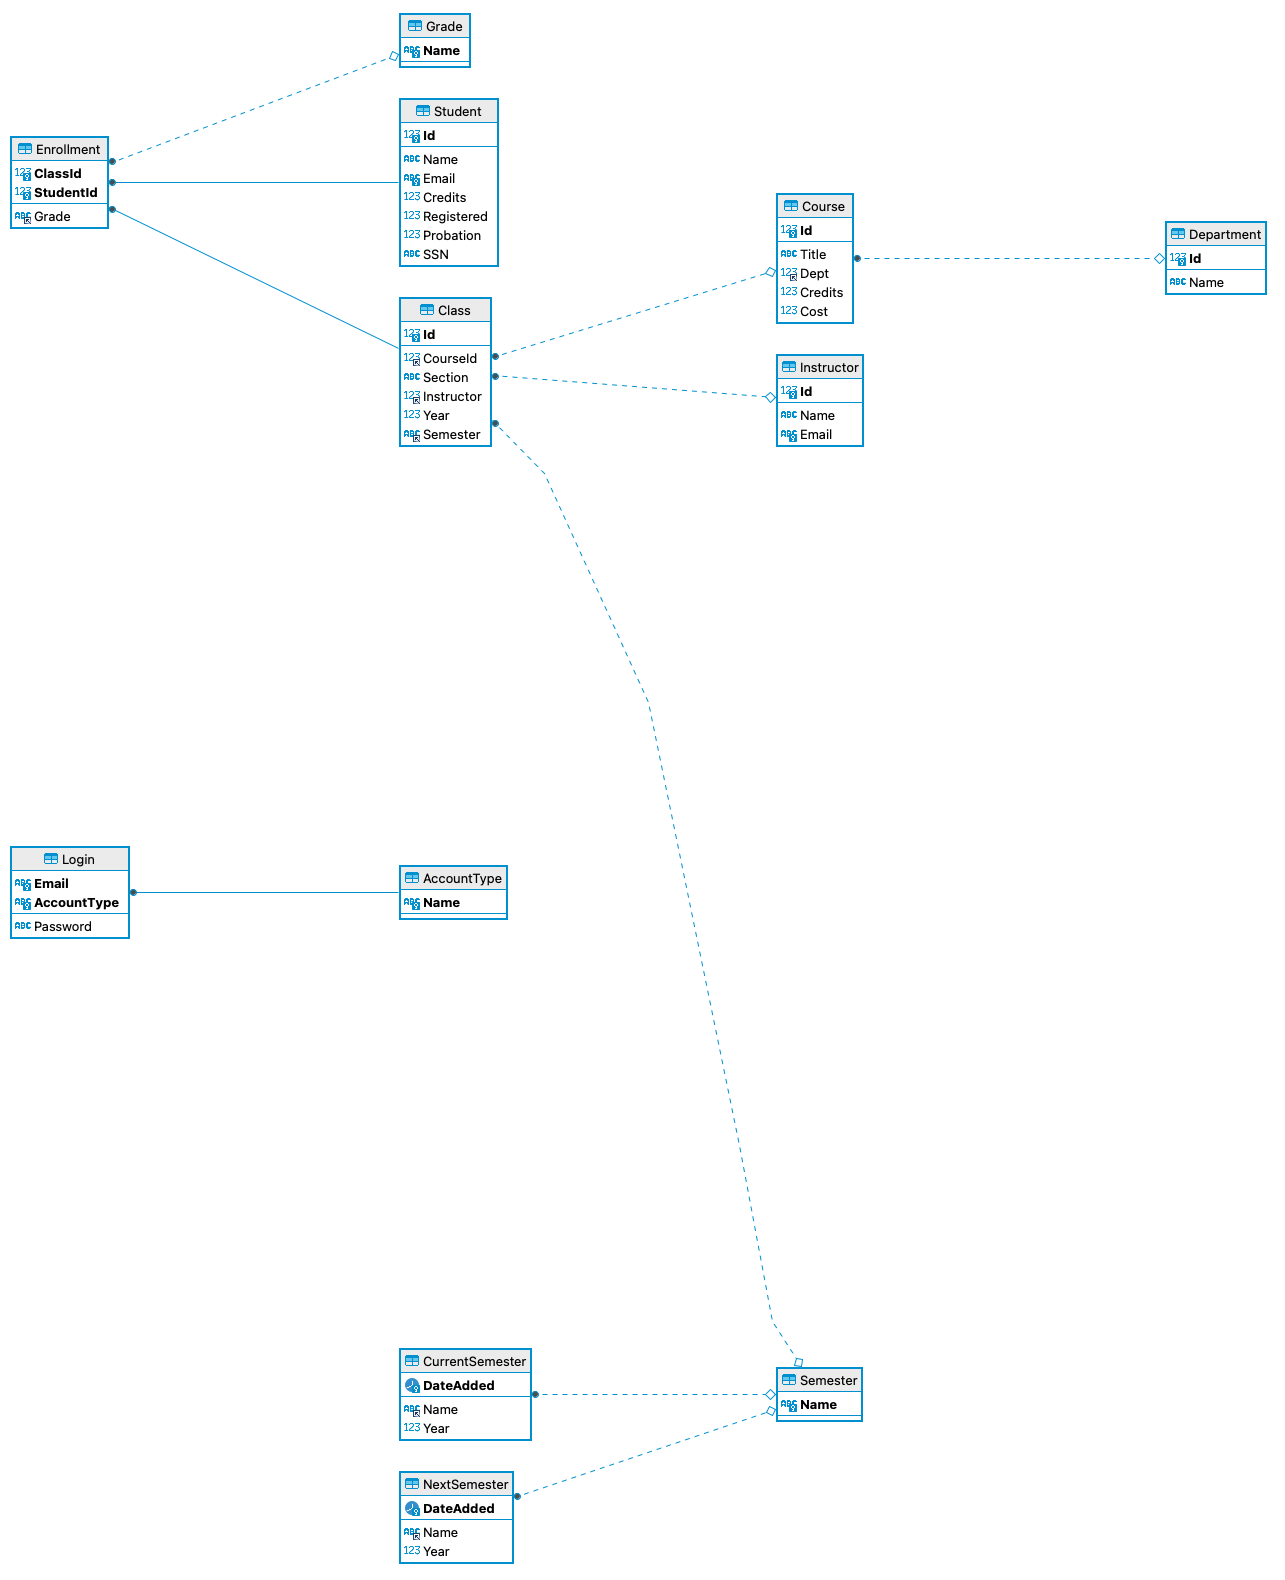 Grade
Name
Student
Id
Name
Email
Credits
Registered
Probation
SSN
Enrollment
ClassId
StudentId
Grade
Course
Id
Title
Dept
Credits
Cost
Department
Id
Name
Class
Id
CourseId
Section
Instructor
Year
Semester
Instructor
Id
Name
Email
Login
Email
AccountType
Password
AccountType
Name
CurrentSemester
DateAdded
Name
Year
Semester
Name
NextSemester
DateAdded
Name
Year